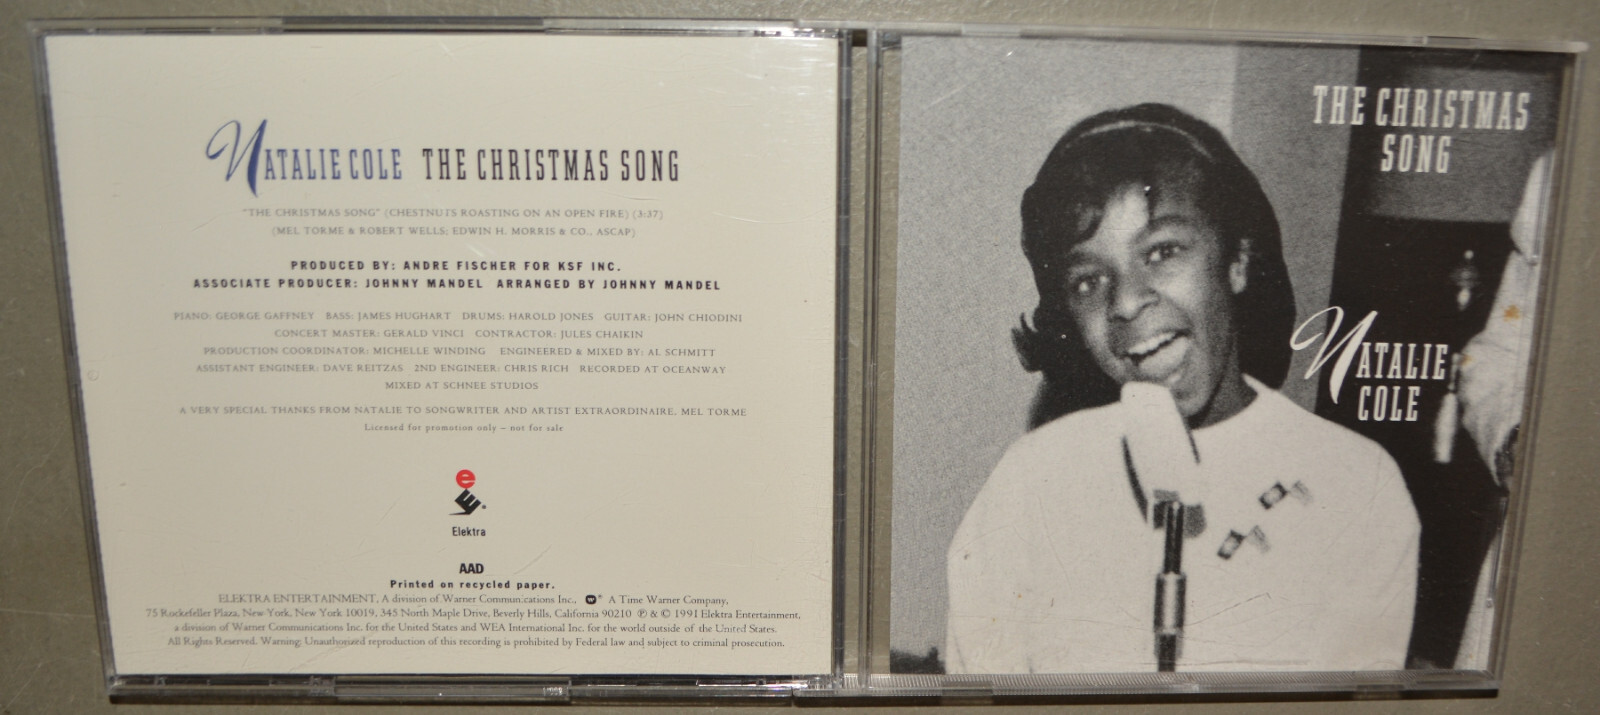 NATALIE COLE THE CHRISTMAS SONG
"THE CHRISTMAS SONG" (CHESTNUTS ROASTING ON AN OPEN FIRE) (3:37)
(MEL TORME & ROBERT WELLS: EDWIN H. MORRIS & CO., ASCAP)
PRODUCED BY: ANDRE FISCHER FOR KSF INC.
ASSOCIATE PRODUCER: JOHNNY MANDEL ARRANGED BY JOHNNY MANDEL
PIANO: GEORGE GAFFNEY BASS: JAMES HUGHART DRUMS: HAROLD JONES GUITAR: JOHN CHIODINI
CONCERT MASTER: GERALD VINCI CONTRACTOR: JULES CHAIKIN
PRODUCTION COORDINATOR: MICHELLE WINDING ENGINEERED & MIXED BY: AL SCHMITT
ASSISTANT ENGINEER: DAVE REITZAS 2ND ENGINEER: CHRIS RICH RECORDED AT OCEANWAY
MIXED AT SCHNEE STUDIOS
A VERY SPECIAL THANKS FROM NATALIE TO SONGWRITER AND ARTIST EXTRAORDINAIRE, MEL TORME
Licensed for promotion only – not for sale
e
E
Elektra
AAD
Printed on recycled paper.
ELEKTRA ENTERTAINMENT, A division of Warner Communications Inc., ® A Time Warner Company,
75 Rockefeller Plaza, New York, New York 10019, 345 North Maple Drive, Beverly Hills, California 90210 ℗ & © 1991 Elektra Entertainment,
a division of Warner Communications Inc. for the United States and WEA International Inc. for the world outside of the United States.
All Rights Reserved. Warning: Unauthorized reproduction of this recording is prohibited by Federal law and subject to criminal prosecution.
THE CHRISTMAS
SONG
NATALIE
COLE